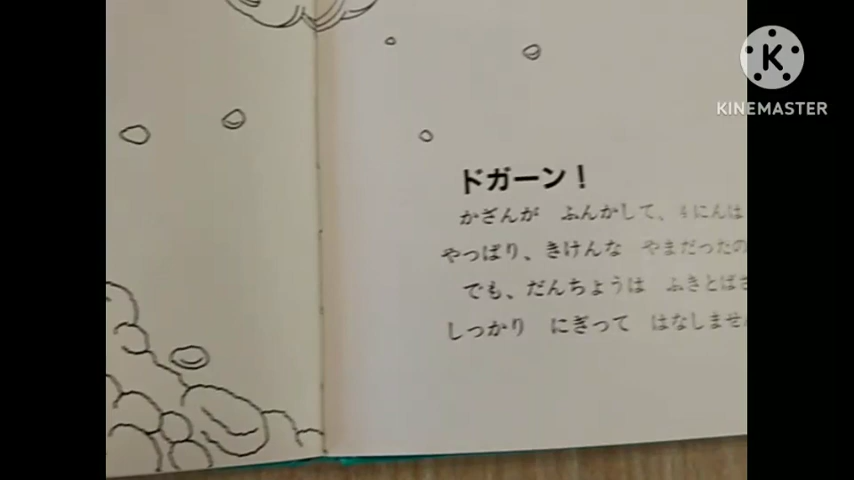 ドガーン！
かざんが　ふんかして、4にんは
やっぱり、きけんな　やまだったの
でも、だんちょうは　ふきとばさ
しっかり　にぎって　はなしません
K
KINEMASTER